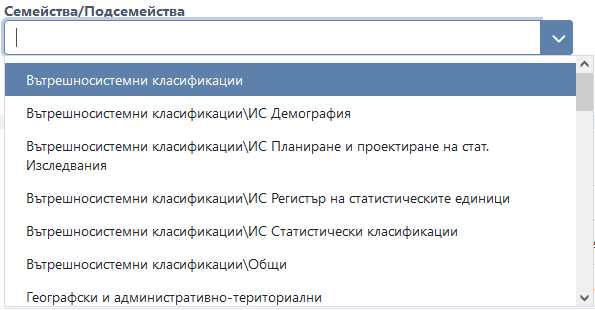 Семейства/Подсемейства
Вътрешносистемни класификации
Вътрешносистемни класификации\ИС Демография
Вътрешносистемни класификации\ИС Планиране и проектиране на стат.
Изследвания
Вътрешносистемни класификации\ИС Регистър на статистическите единици
Вътрешносистемни класификации\ИС Статистически класификации
Вътрешносистемни класификации\Общи
Географски и административно-териториални